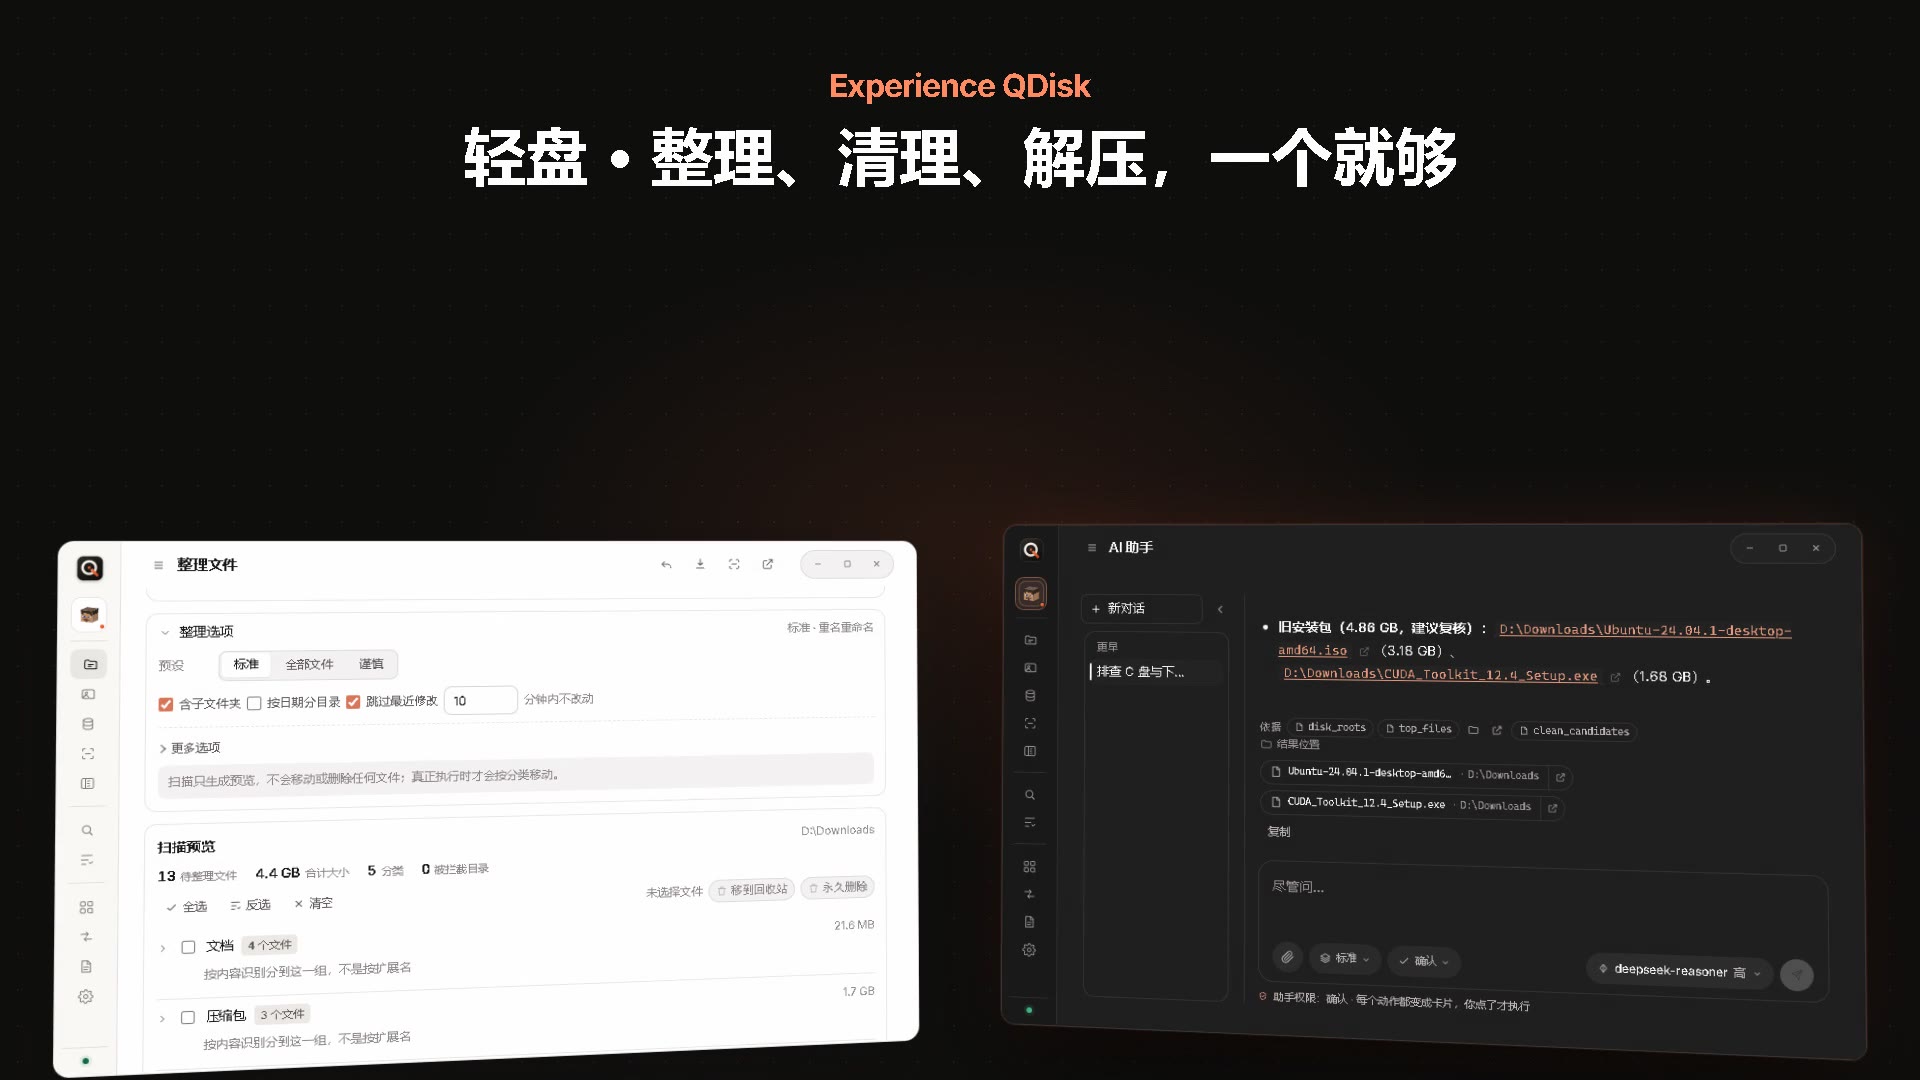 Experience QDisk
轻盘·整理、清理、解压，一个就够
整理文件
整理选项
标准·重名重命名
预设 标准 全部文件 谨慎
含子文件夹 按日期分目录 跳过最近修改 10 分钟内不改动
更多选项
扫描只生成预览，不会移动或删除任何文件；真正执行时才会按分类移动。
扫描预览
D:\Downloads
13 待整理文件 4.4 GB 合计大小 5 分类 0 被拦截目录
全选 反选 清空
未选择文件 移到回收站 永久删除
21.6 MB
文档 4 个文件
按内容识别分到这一组，不是按扩展名
1.7 GB
压缩包 3 个文件
按内容识别分到这一组，不是按扩展名
AI 助手
+ 新对话
更早
排查 C 盘与下...
旧安装包（4.86 GB，建议复核）： D:\Downloads\Ubuntu-24.04.1-desktop-
amd64.iso （3.18 GB）、
D:\Downloads\CUDA_Toolkit_12.4_Setup.exe （1.68 GB）。
依据 disk_roots top_files clean_candidates
结果位置
Ubuntu-24.04.1-desktop-amd6… · D:\Downloads
CUDA_Toolkit_12.4_Setup.exe · D:\Downloads
复制
尽管问...
标准 确认
deepseek-reasoner 高
助手权限：确认 · 每个动作都变成卡片，你点了才执行